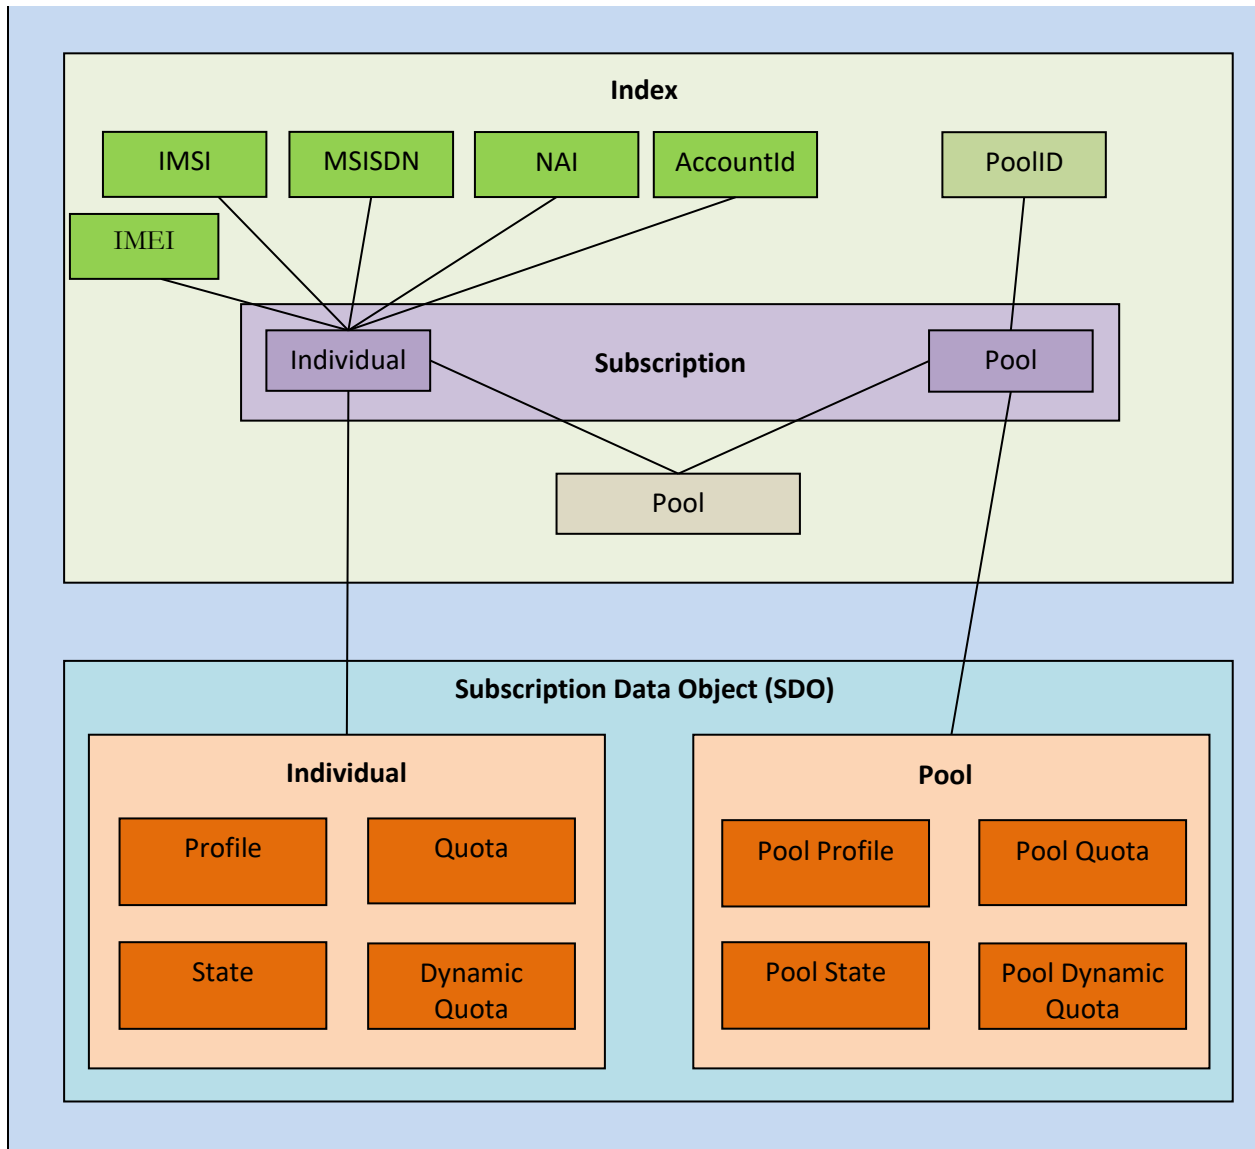 Index
IMSI
MSISDN
NAI
AccountId
PoolID
IMEI
Individual
Subscription
Pool
Pool
Subscription Data Object (SDO)
Individual
Profile
Quota
State
Dynamic
Quota
Pool
Pool Profile
Pool Quota
Pool State
Pool Dynamic
Quota